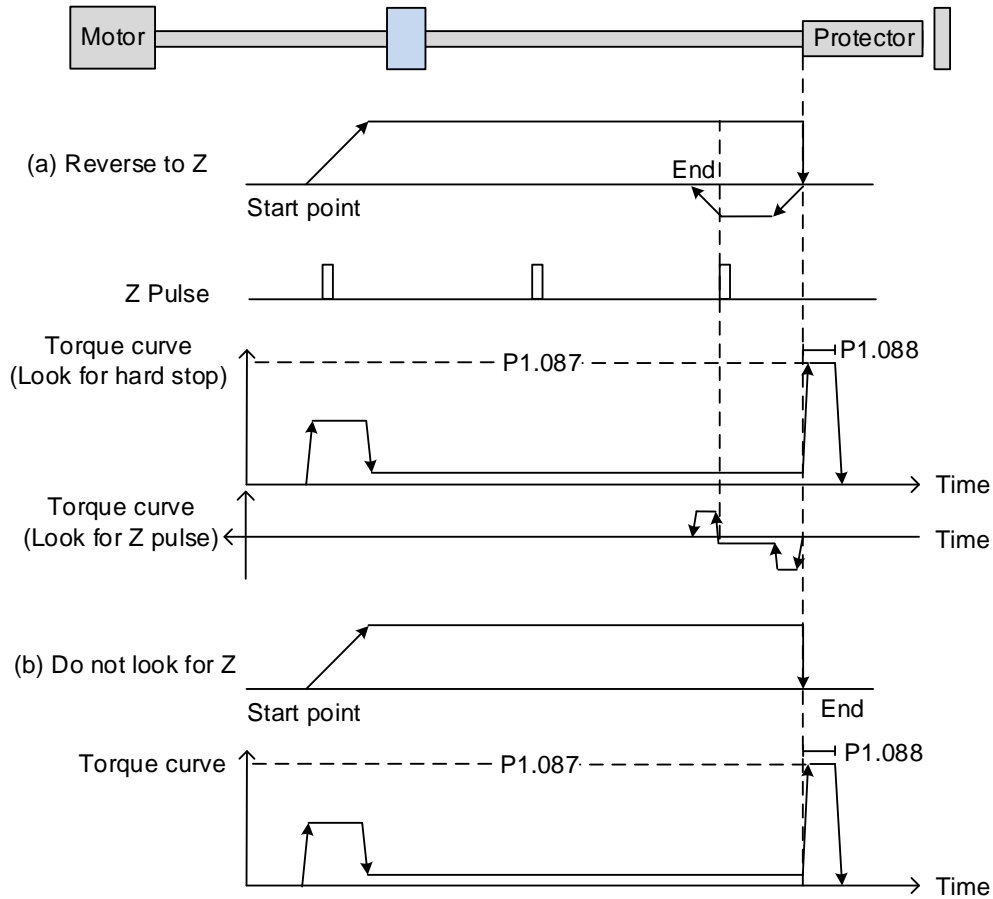 Motor
Protector
(a) Reverse to Z
End
Start point
Z Pulse
Torque curve
(Look for hard stop)
P1.087
P1.088
Time
Torque curve
(Look for Z pulse)
Time
(b) Do not look for Z
Start point
End
Torque curve
P1.087
P1.088
Time